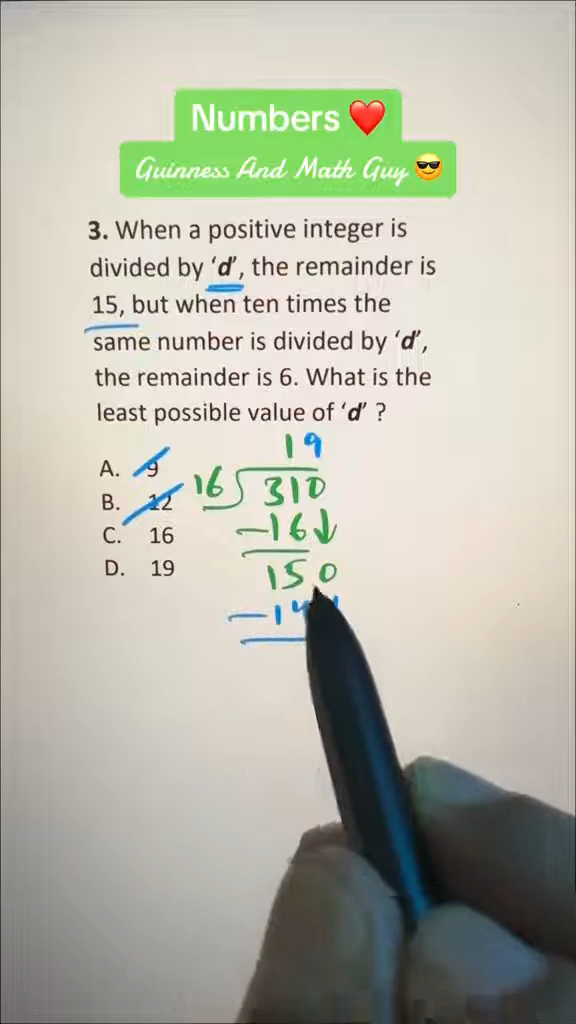 Numbers ❤️
Guinness And Math Guy 😎
3. When a positive integer is
divided by ‘d’, the remainder is
15, but when ten times the
same number is divided by ‘d’,
the remainder is 6. What is the
least possible value of ‘d’ ?
A. 9
B. 12
C. 16
D. 19
19
16 310
-16↓
150
-14